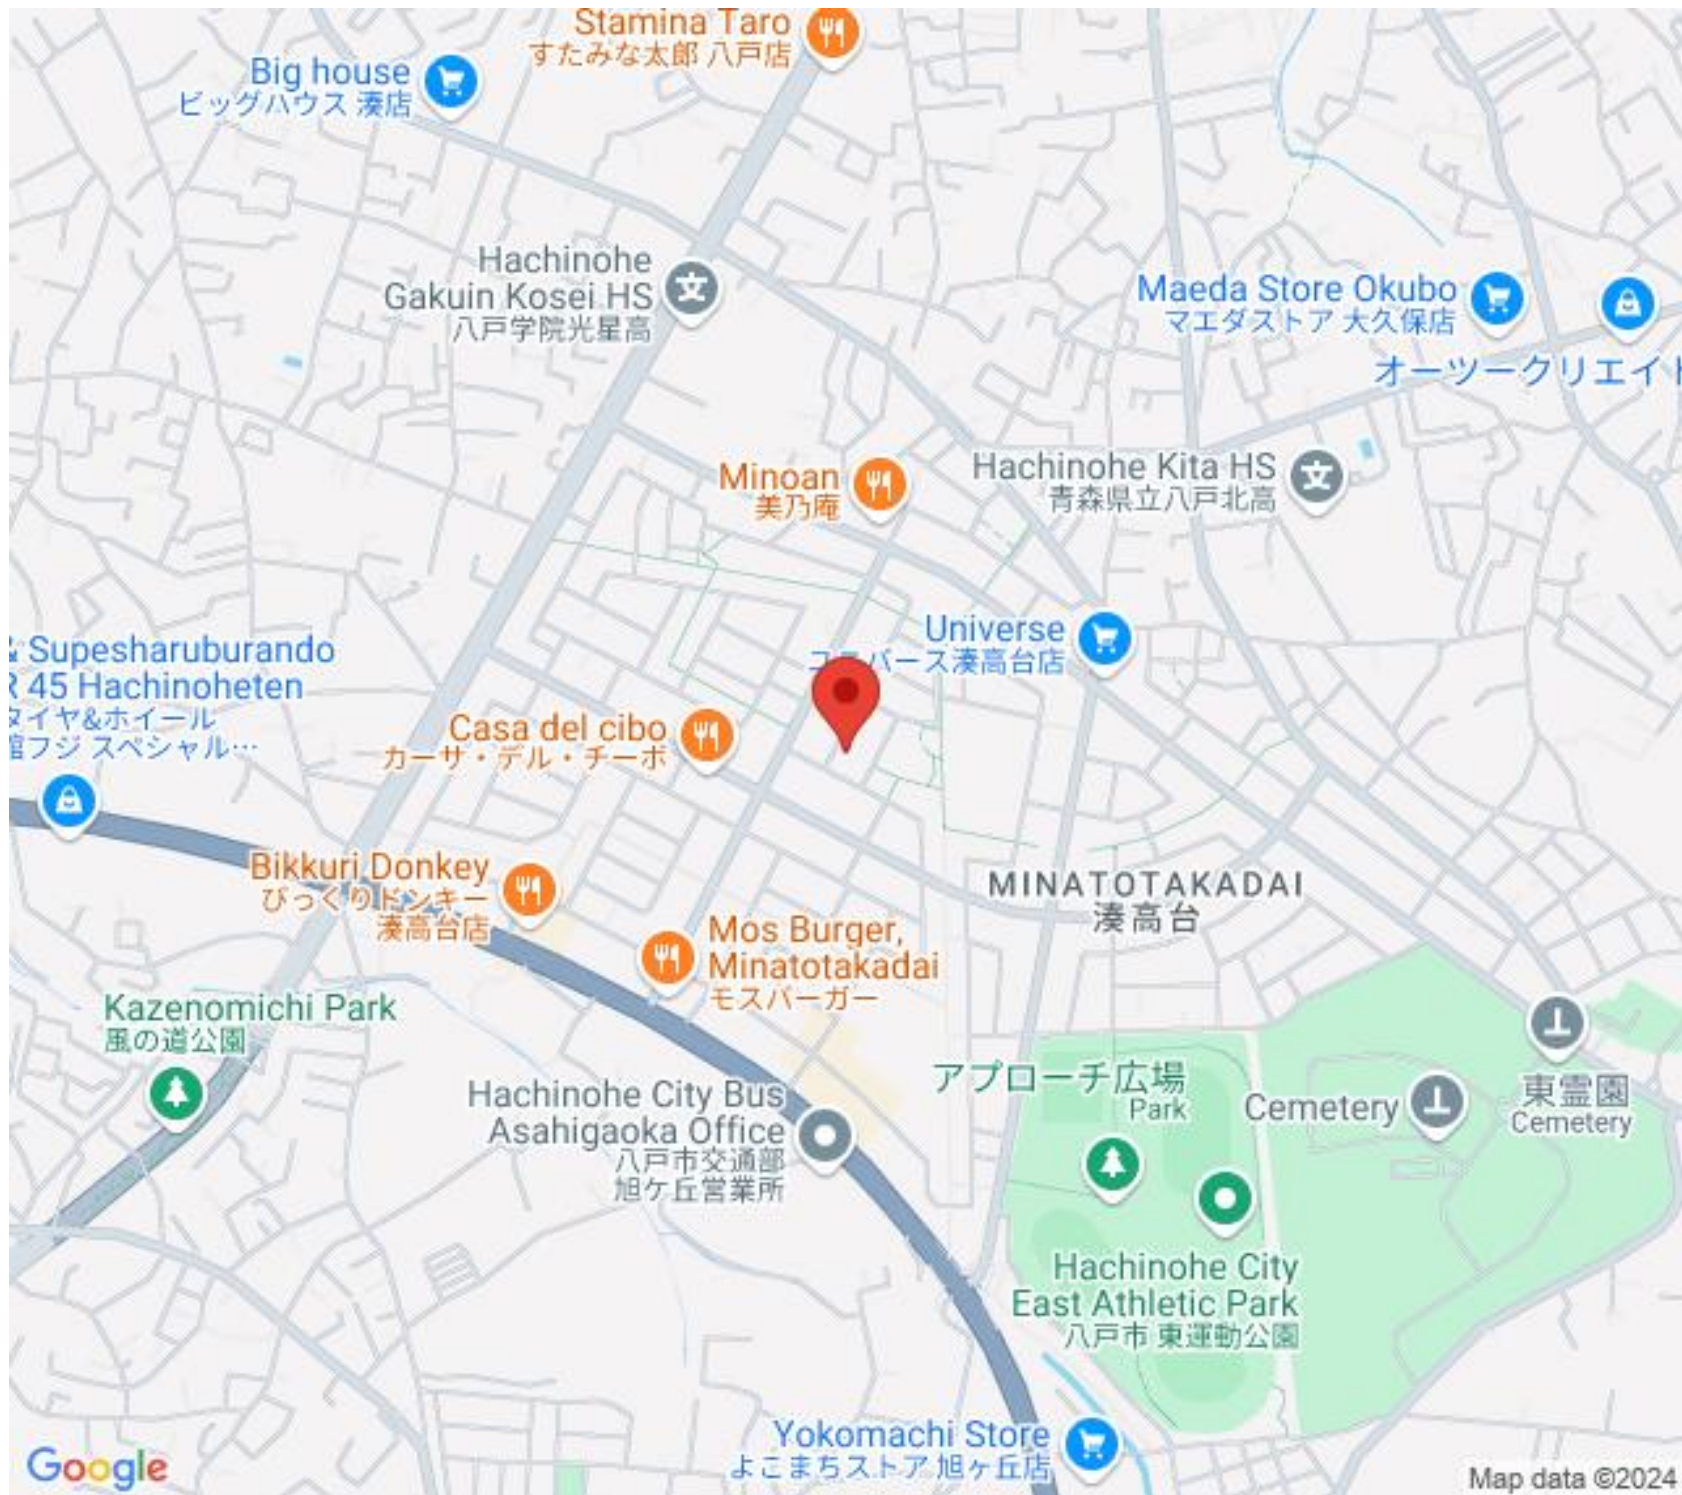 Stamina Taro
すたみな太郎 八戸店
Big house
ビッグハウス 湊店
Hachinohe
Gakuin Kosei HS
八戸学院光星高
Maeda Store Okubo
マエダストア 大久保店
オーツークリエイト
Minoan
美乃庵
Hachinohe Kita HS
青森県立八戸北高
Universe
ユニバース湊高台店
& Supesharuburando
R 45 Hachinoheten
タイヤ&ホイール
館フジ スペシャル…
Casa del cibo
カーサ・デル・チーボ
Bikkuri Donkey
びっくりドンキー
湊高台店
MINATOTAKADAI
湊高台
Mos Burger,
Minatotakadai
モスバーガー
Kazenomichi Park
風の道公園
Hachinohe City Bus
Asahigaoka Office
八戸市交通部
旭ケ丘営業所
アプローチ広場
Park
Cemetery
東霊園
Cemetery
Hachinohe City
East Athletic Park
八戸市 東運動公園
Yokomachi Store
よこまちストア 旭ヶ丘店
Google
Map data ©2024